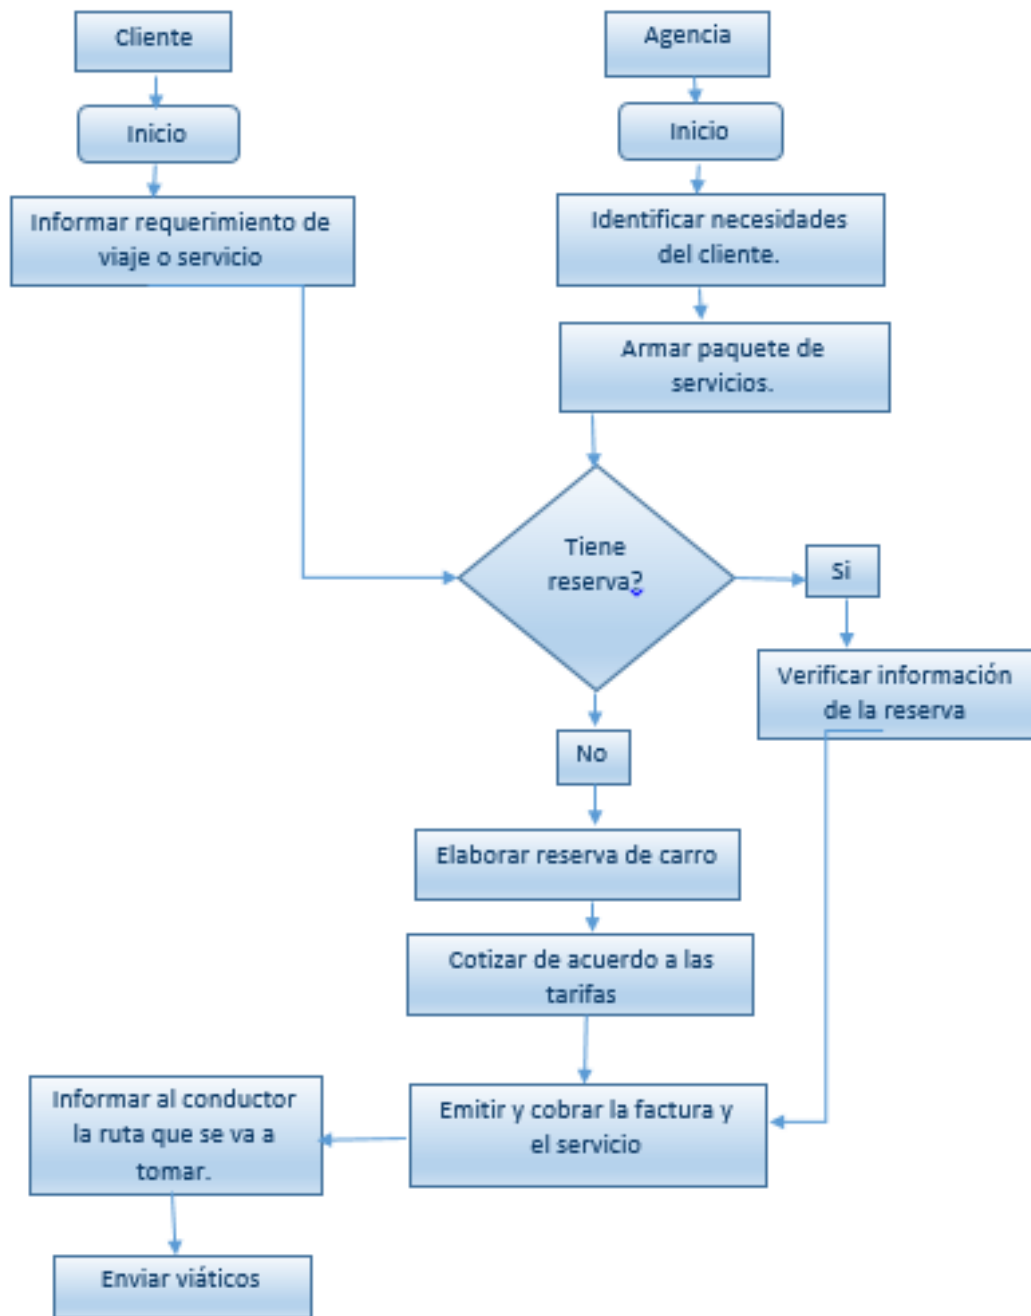 Cliente
Agencia
Inicio
Inicio
Informar requerimiento de
viaje o servicio
Identificar necesidades
del cliente.
Armar paquete de
servicios.
Tiene
reserva?
Si
Verificar información
de la reserva
No
Elaborar reserva de carro
Cotizar de acuerdo a las
tarifas
Emitir y cobrar la factura y
el servicio
Informar al conductor
la ruta que se va a
tomar.
Enviar viáticos